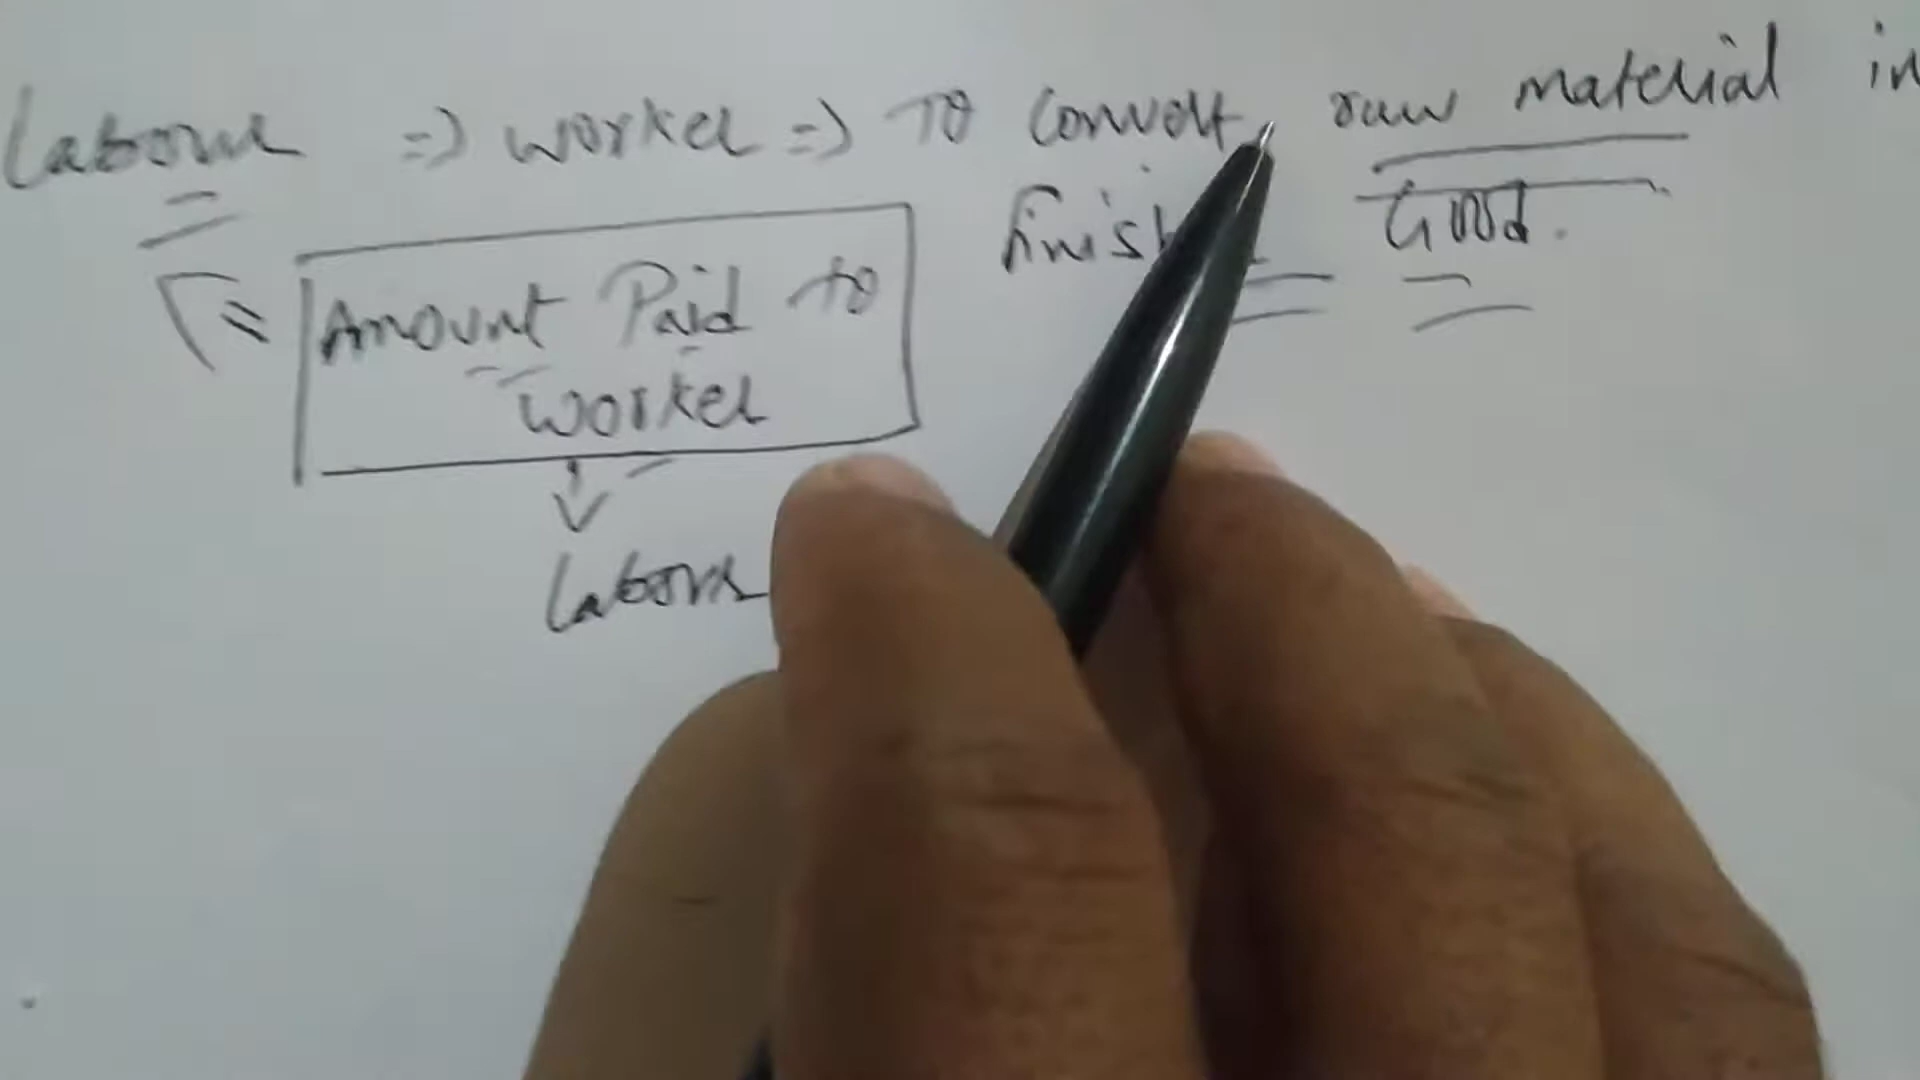 Labour => worker => To convert raw material in
finish Good.
Amount Paid to
worker
Labour